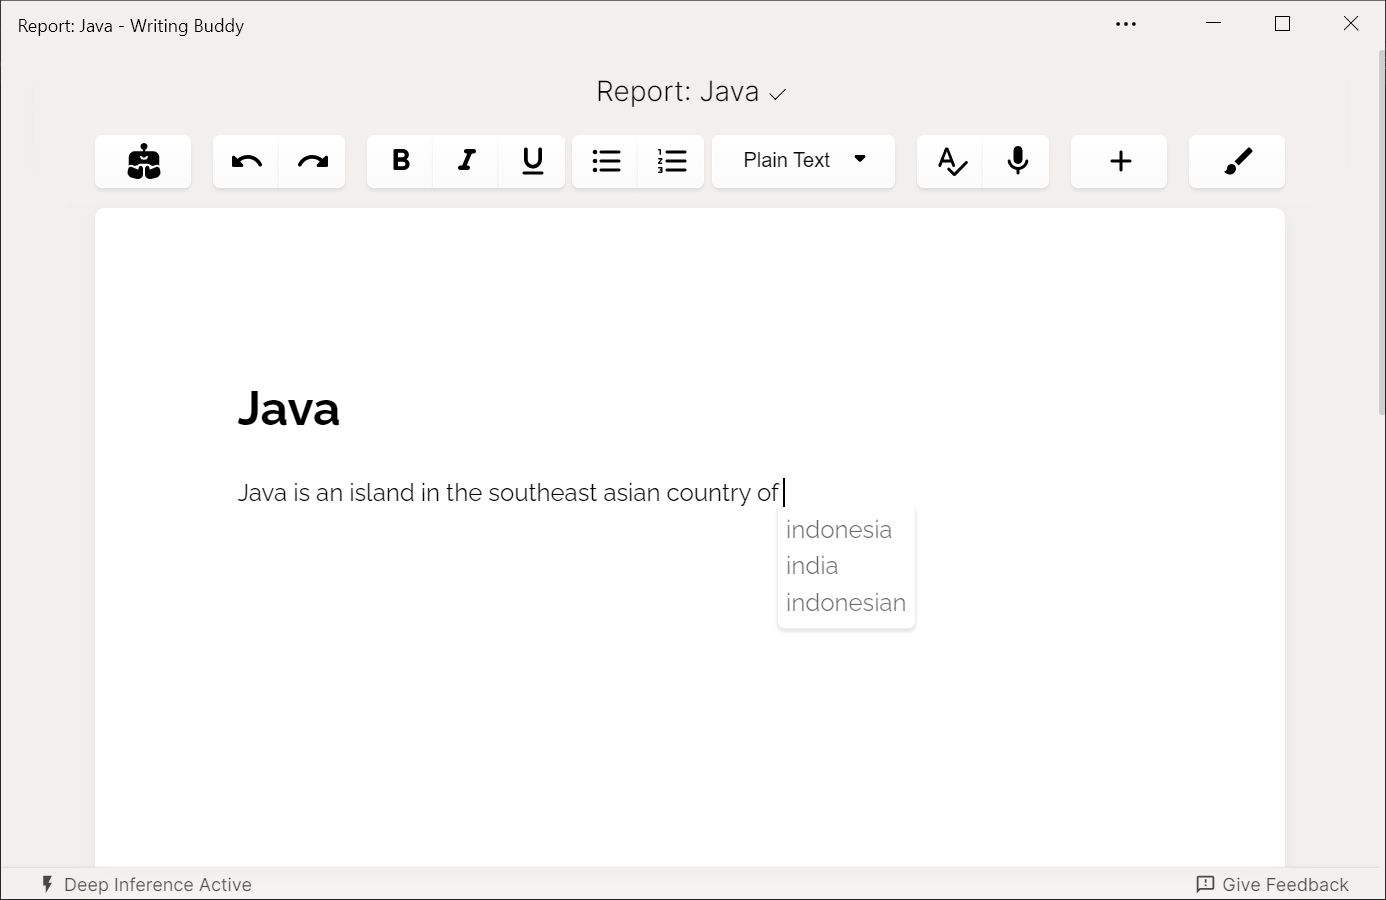 Report: Java - Writing Buddy
Report: Java
B I U
Plain Text
Java
Java is an island in the southeast asian country of
indonesia
india
indonesian
Deep Inference Active
Give Feedback